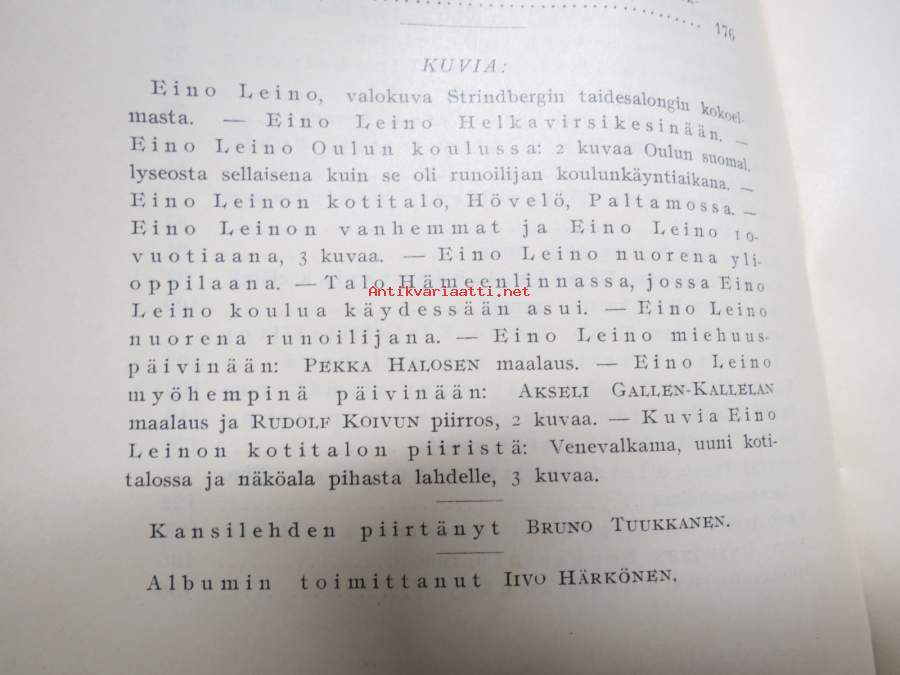 176
KUVIA:
Eino Leino, valokuva Strindbergin taidesalongin kokoel-
masta. — Eino Leino Helkavirsikesinään. —
Eino Leino Oulun koulussa: 2 kuvaa Oulun suomal.
lyseosta sellaisena kuin se oli runoilijan koulunkäyntiaikana. —
Eino Leinon kotitalo, Hövelö, Paltamossa. —
Eino Leinon vanhemmat ja Eino Leino 10-
vuotiaana, 3 kuvaa. — Eino Leino nuorena yli-
oppilaana. — Talo Hämeenlinnassa, jossa Eino
Antikvariaatti.net
Leino koulua käydessään asui. — Eino Leino
nuorena runoilijana. — Eino Leino miehuus-
päivinään: PEKKA HALOSEN maalaus. — Eino Leino
myöhempinä päivinään: AKSELI GALLEN-KALLELAN
maalaus ja RUDOLF KOIVUN piirros, 2 kuvaa. — Kuvia Eino
Leinon kotitalon piiristä: Venevalkama, uuni koti-
talossa ja näköala pihasta lahdelle, 3 kuvaa.
Kansilehden piirtänyt BRUNO TUUKKANEN.
Albumin toimittanut IIVO HÄRKÖNEN.